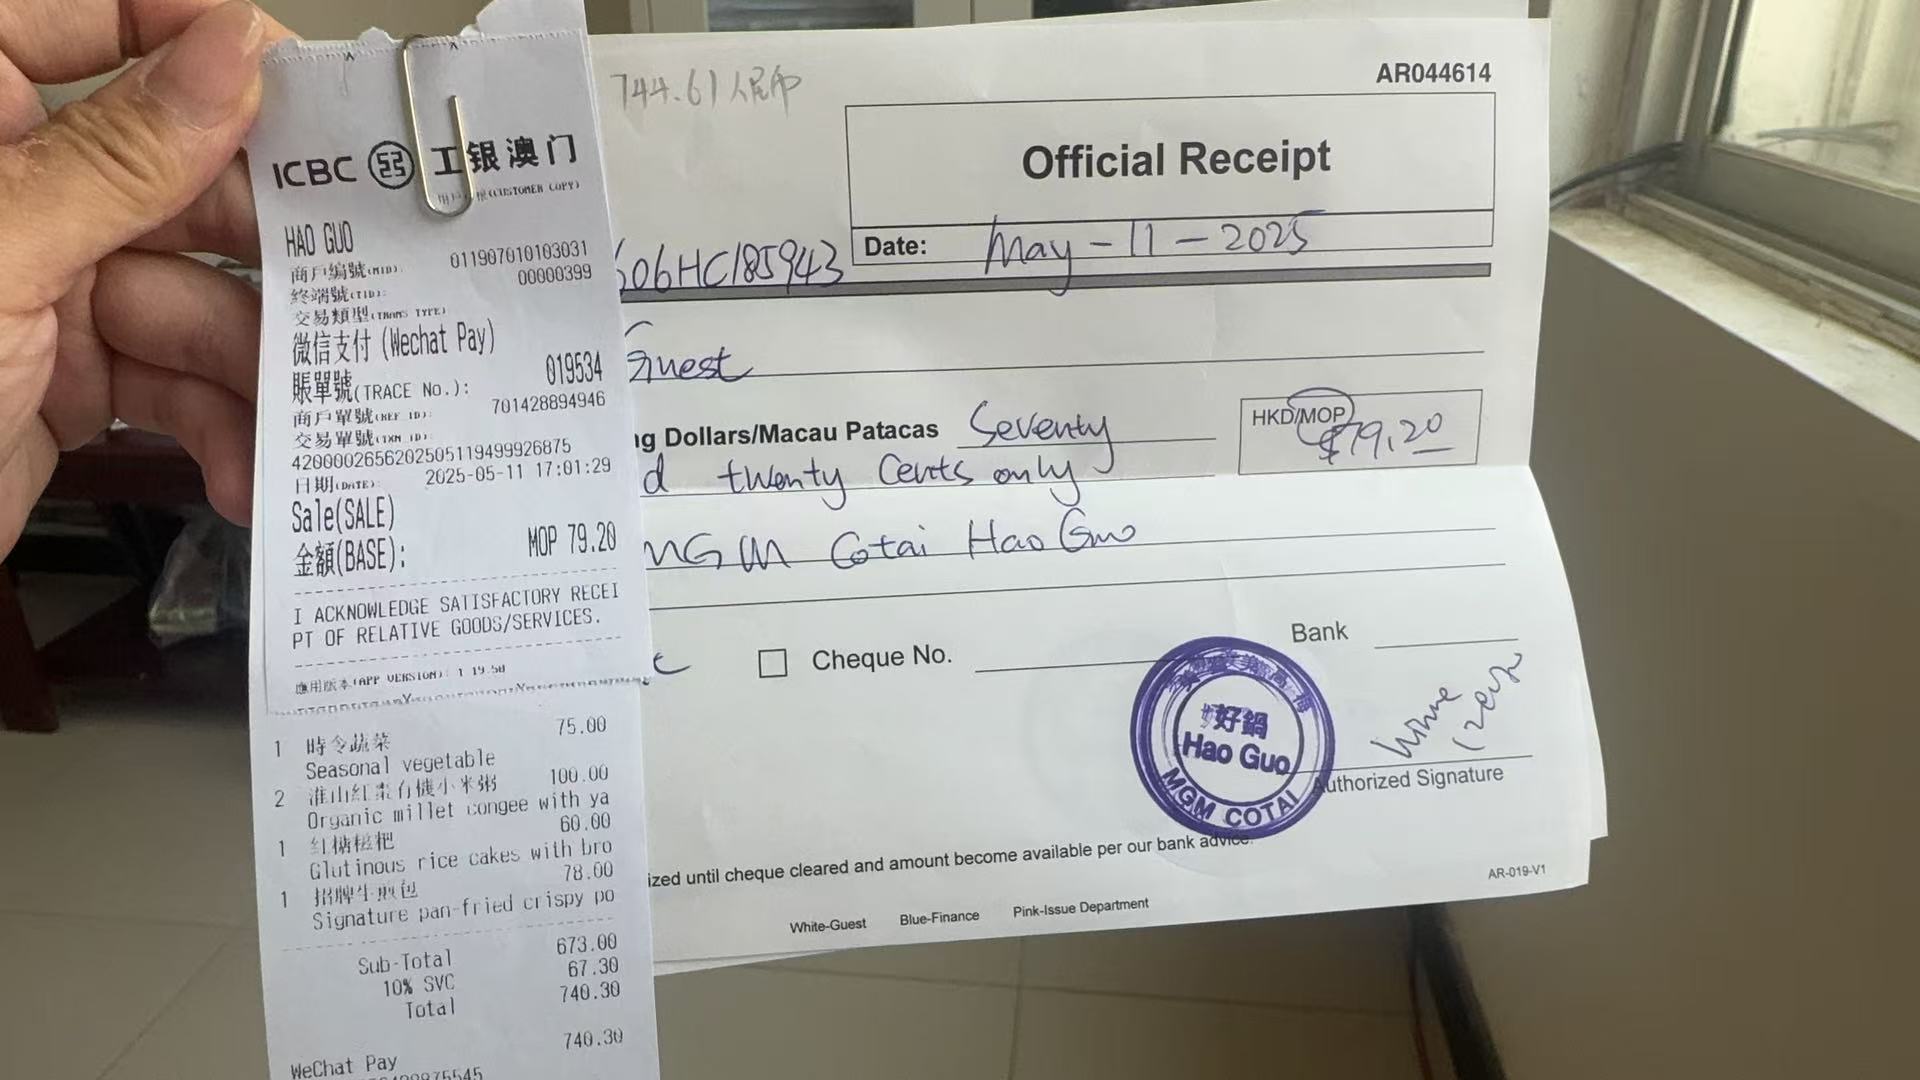 ICBC 工银澳门
(CUSTOMER COPY)
HAO GUO
商戶編號(MID): 011907010103031
終端號(TID): 00000399
交易類型(TRANS TYPE)
微信支付 (Wechat Pay)
賬單號(TRACE No.): 019534
商戶單號(REF ID): 701428894946
交易單號(TXN ID):
4200002656202505119499926875
日期(DATE): 2025-05-11 17:01:29
Sale(SALE)
金額(BASE): MOP 79.20
I ACKNOWLEDGE SATISFACTORY RECEI
PT OF RELATIVE GOODS/SERVICES.
應用版本(APP VERSION): 1 19.50
1 時令蔬菜 75.00
Seasonal vegetable
2 淮山红棗有機小米粥 100.00
Organic millet congee with ya
1 红糖糍粑 60.00
Glutinous rice cakes with bro
1 招牌生煎包 78.00
Signature pan-fried crispy po
Sub-Total 673.00
10% SVC 67.30
Total 740.30
740.30
WeChat Pay
744.61人民币
AR044614
Official Receipt
606HC185943
Date: May-11-2025
Guest
ng Dollars/Macau Patacas Seventy
HKD/MOP $79.20
d twenty Cents only
MGM Cotai Hao Guo
Cheque No.
Bank
好鍋
Hao Guo
MGM COTAI
Authorized Signature
ized until cheque cleared and amount become available per our bank advice.
AR-019-V1
White-Guest Blue-Finance Pink-Issue Department